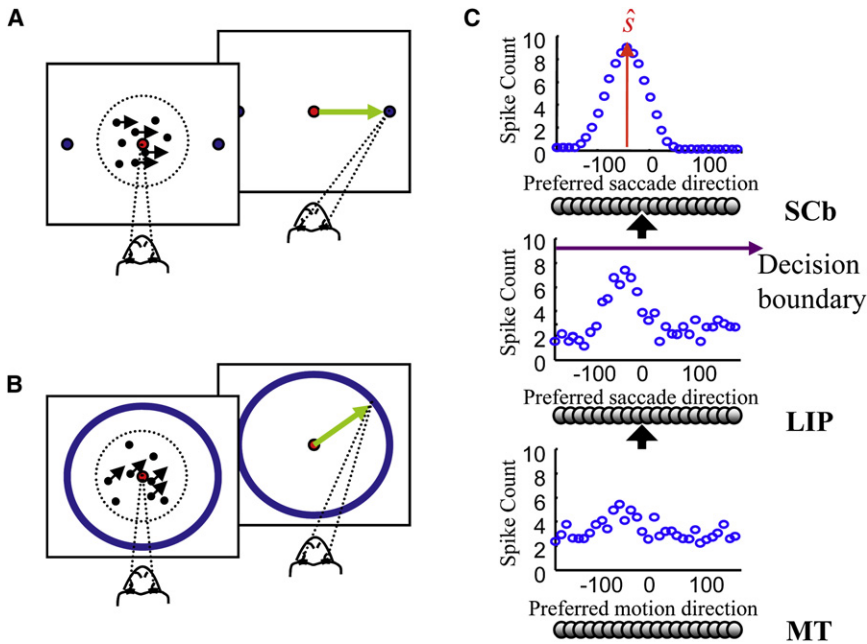 A
B
C
ŝ
Spike Count
10
8
6
4
2
0
-100 0 100
Preferred saccade direction
SCb
Spike Count
10
8
6
4
2
0
Decision
boundary
-100 0 100
Preferred saccade direction
LIP
Spike Count
10
8
6
4
2
0
-100 0 100
Preferred motion direction
MT